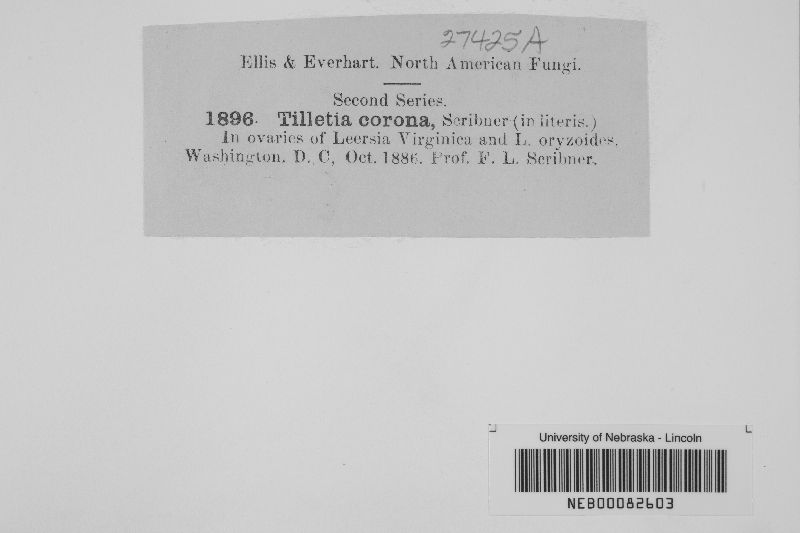 27425A
Ellis & Everhart. North American Fungi.
Second Series.
1896. Tilletia corona, Scribner (in literis.)
In ovaries of Leersia Virginica and L. oryzoides.
Washington, D. C, Oct. 1886. Prof. F. L. Scribner.
University of Nebraska - Lincoln
NEB00082603